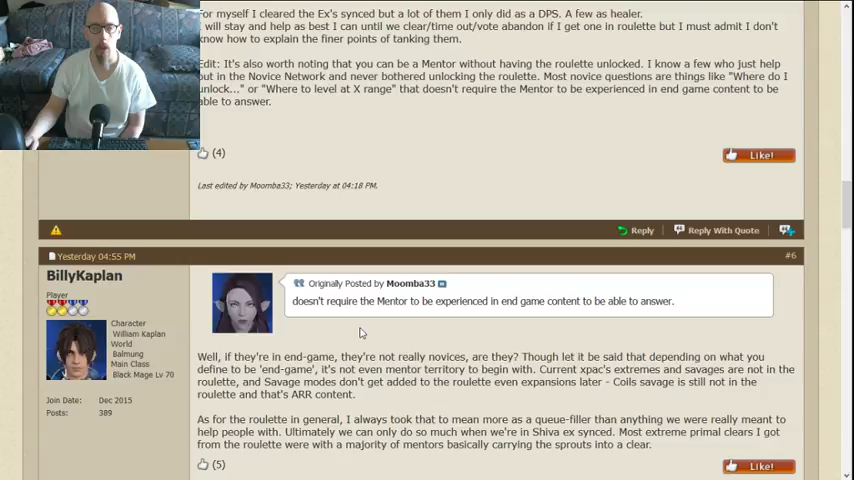 For myself I cleared the Ex's synced but a lot of them I only did as a DPS. A few as healer.
will stay and help as best I can until we clear/time out/vote abandon if I get one in roulette but I must admit I don't
know how to explain the finer points of tanking them.
Edit: It's also worth noting that you can be a Mentor without having the roulette unlocked. I know a few who just help
out in the Novice Network and never bothered unlocking the roulette. Most novice questions are things like "Where do I
unlock..." or "Where to level at X range" that doesn't require the Mentor to be experienced in end game content to be
able to answer.
(4)
Like!
Last edited by Moomba33; Yesterday at 04:18 PM.
Reply
Reply With Quote
Yesterday 04:55 PM
#6
BillyKaplan
Player
Character
William Kaplan
World
Balmung
Main Class
Black Mage Lv 70
Join Date: Dec 2015
Posts: 389
Originally Posted by Moomba33
doesn't require the Mentor to be experienced in end game content to be able to answer.
Well, if they're in end-game, they're not really novices, are they? Though let it be said that depending on what you
define to be 'end-game', it's not even mentor territory to begin with. Current xpac's extremes and savages are not in the
roulette, and Savage modes don't get added to the roulette even expansions later - Coils savage is still not in the
roulette and that's ARR content.
As for the roulette in general, I always took that to mean more as a queue-filler than anything we were really meant to
help people with. Ultimately we can only do so much when we're in Shiva ex synced. Most extreme primal clears I got
from the roulette were with a majority of mentors basically carrying the sprouts into a clear.
(5)
Like!